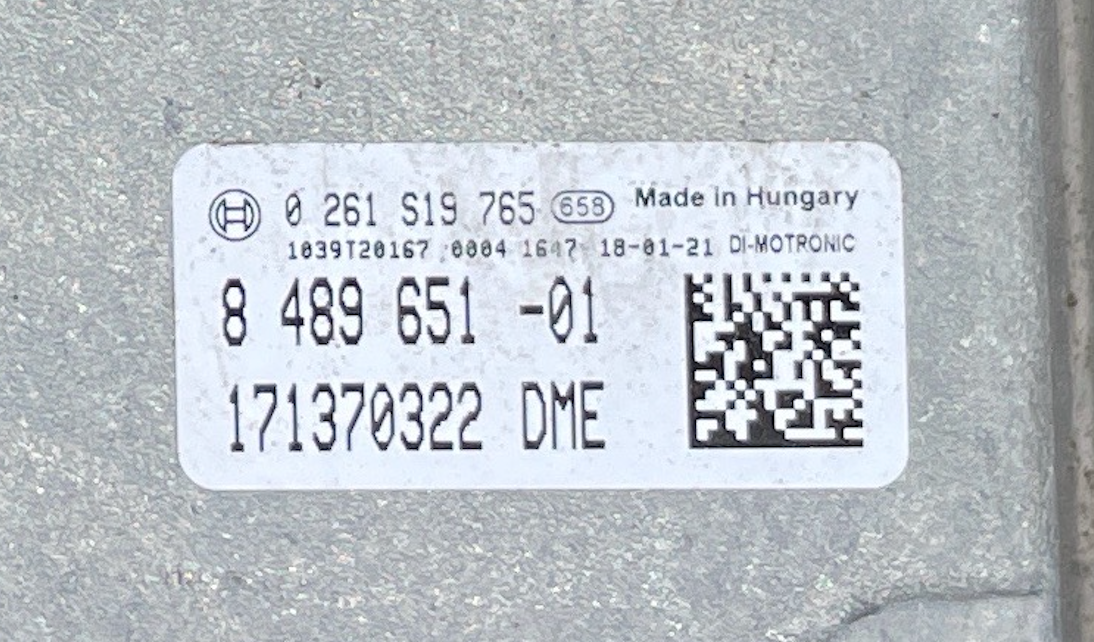 0 261 S19 765 658 Made in Hungary
1039T20167 0004 1647 18-01-21 DI-MOTRONIC
8 489 651 -01
171370322 DME